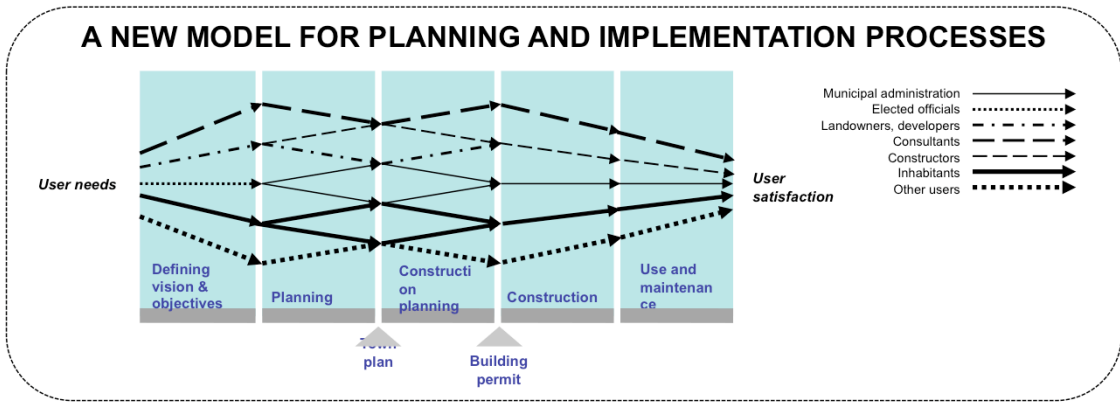 A NEW MODEL FOR PLANNING AND IMPLEMENTATION PROCESSES
User needs
User
satisfaction
Municipal administration
Elected officials
Landowners, developers
Consultants
Constructors
Inhabitants
Other users
Defining
vision &
objectives
Planning
Constructi
on
planning
Construction
Use and
maintenan
ce
Town
plan
Building
permit